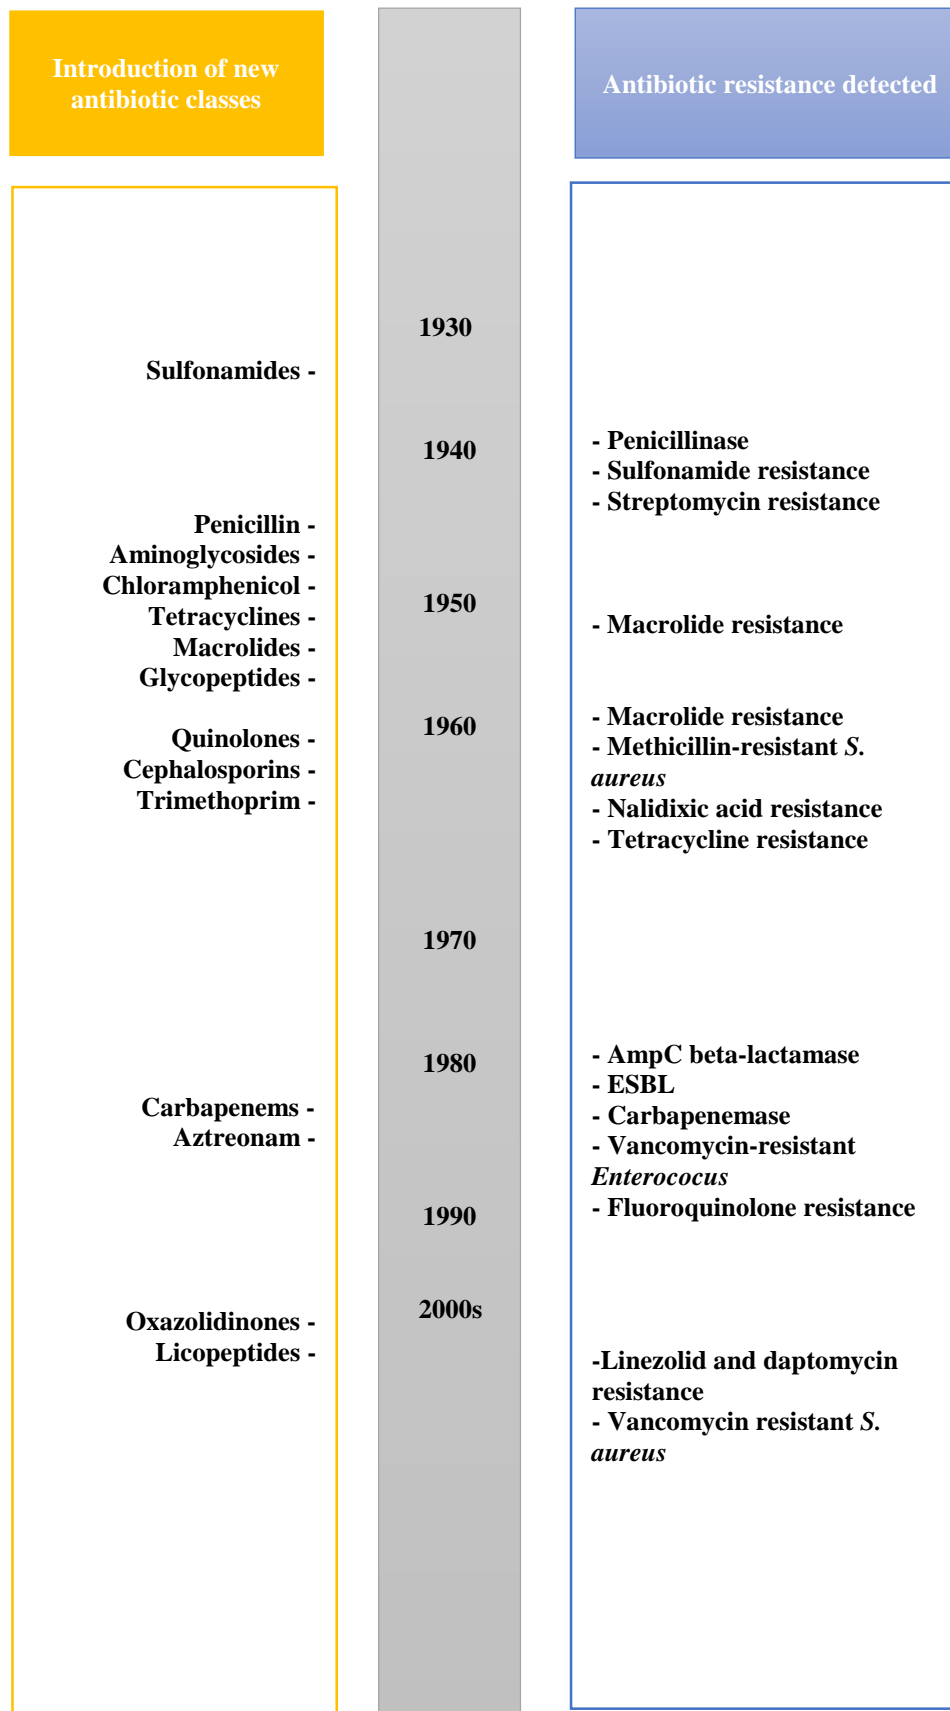 Introduction of new
antibiotic classes
Antibiotic resistance detected
1930
Sulfonamides -
1940
- Penicillinase
- Sulfonamide resistance
- Streptomycin resistance
Penicillin -
Aminoglycosides -
Chloramphenicol -
Tetracyclines -
Macrolides -
Glycopeptides -
1950
- Macrolide resistance
1960
Quinolones -
Cephalosporins -
Trimethoprim -
- Macrolide resistance
- Methicillin-resistant S.
aureus
- Nalidixic acid resistance
- Tetracycline resistance
1970
1980
Carbapenems -
Aztreonam -
- AmpC beta-lactamase
- ESBL
- Carbapenemase
- Vancomycin-resistant
Enterococus
- Fluoroquinolone resistance
1990
2000s
Oxazolidinones -
Licopeptides -
-Linezolid and daptomycin
resistance
- Vancomycin resistant S.
aureus